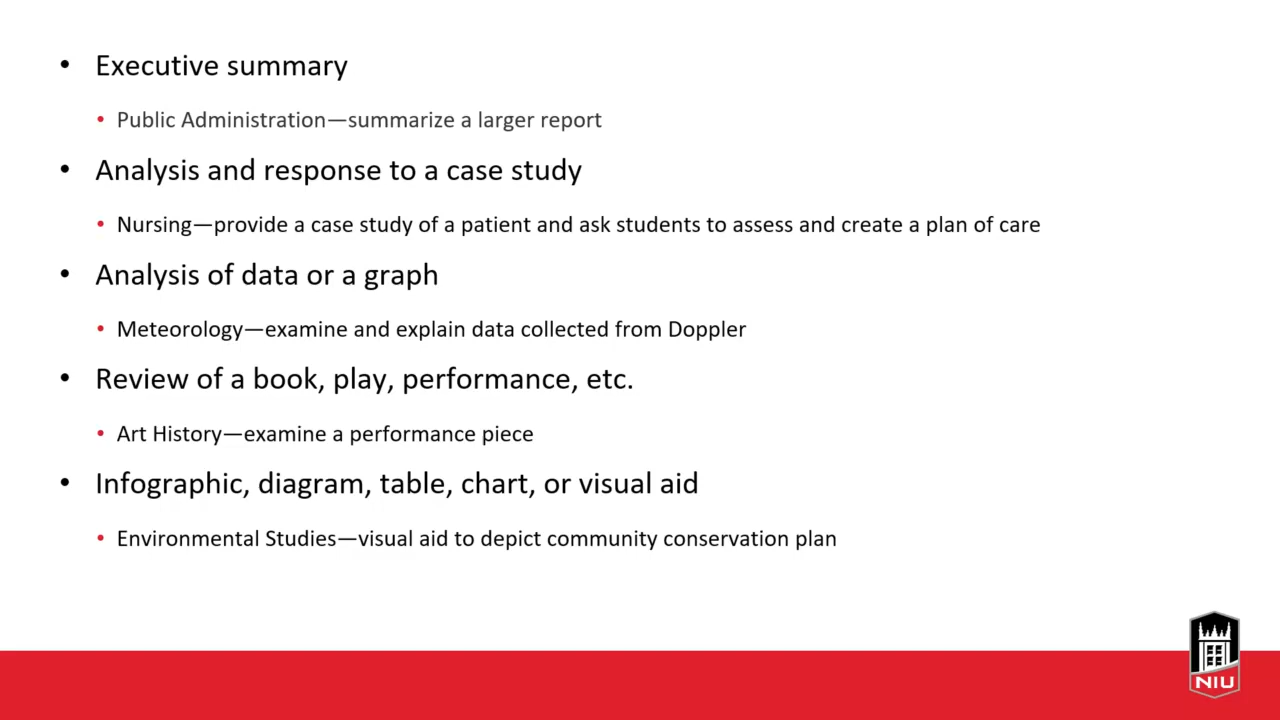 • Executive summary
• Public Administration—summarize a larger report
• Analysis and response to a case study
• Nursing—provide a case study of a patient and ask students to assess and create a plan of care
• Analysis of data or a graph
• Meteorology—examine and explain data collected from Doppler
• Review of a book, play, performance, etc.
• Art History—examine a performance piece
• Infographic, diagram, table, chart, or visual aid
• Environmental Studies—visual aid to depict community conservation plan
NIU